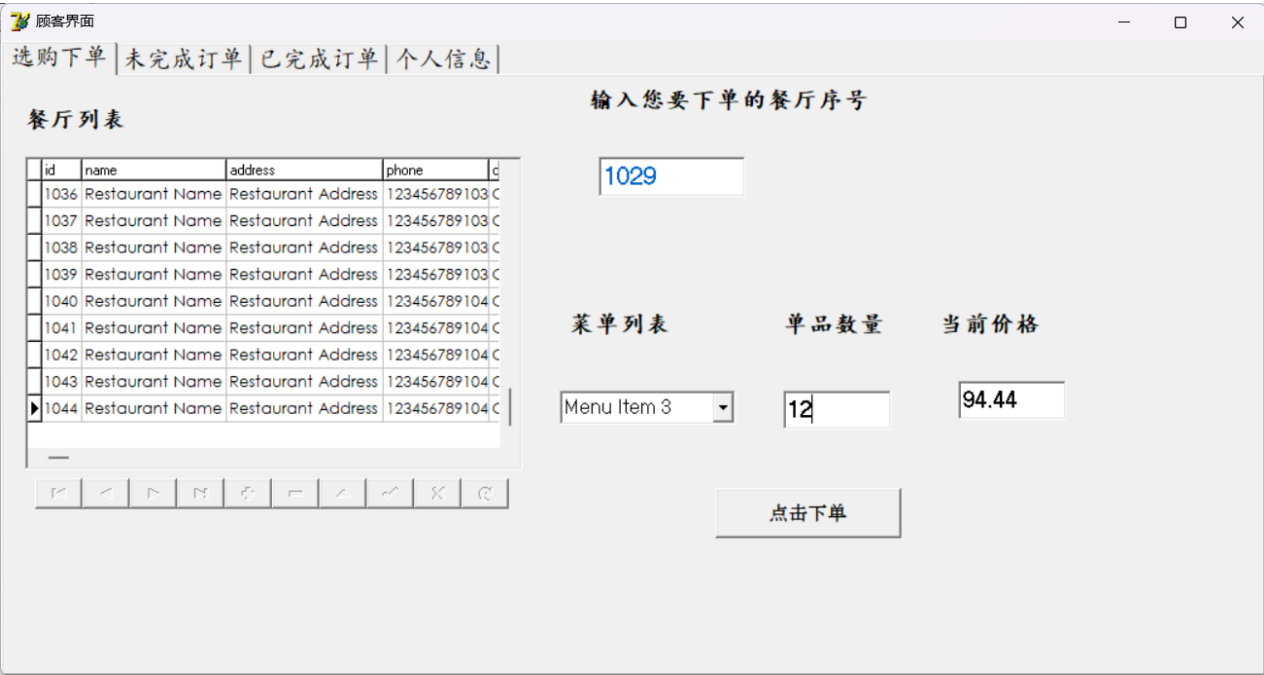 顾客界面
选购下单 未完成订单 已完成订单 个人信息
餐厅列表
id name address phone
1036 Restaurant Name Restaurant Address 123456789103 C
1037 Restaurant Name Restaurant Address 123456789103 C
1038 Restaurant Name Restaurant Address 123456789103 C
1039 Restaurant Name Restaurant Address 123456789103 C
1040 Restaurant Name Restaurant Address 123456789104 C
1041 Restaurant Name Restaurant Address 123456789104 C
1042 Restaurant Name Restaurant Address 123456789104 C
1043 Restaurant Name Restaurant Address 123456789104 C
1044 Restaurant Name Restaurant Address 123456789104 C
输入您要下单的餐厅序号
1029
菜单列表 单品数量 当前价格
Menu Item 3 12 94.44
点击下单